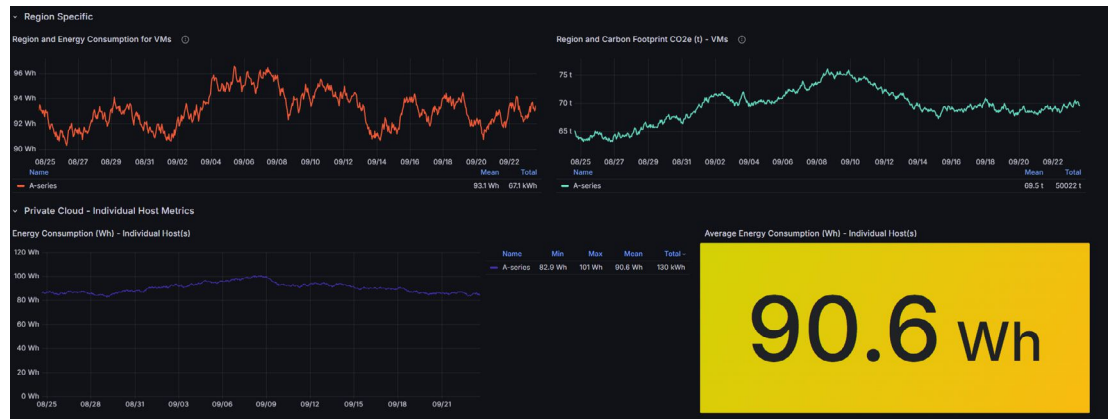 Region Specific
Region and Energy Consumption for VMs
96 Wh
94 Wh
92 Wh
90 Wh
08/25 08/27 08/29 08/31 09/02 09/04 09/06 09/08 09/10 09/12 09/14 09/16 09/18 09/20 09/22
Name Mean Total
A-series 93.1 Wh 67.1 kWh
Region and Carbon Footprint CO2e (t) - VMs
75 t
70 t
65 t
08/25 08/27 08/29 08/31 09/02 09/04 09/06 09/08 09/10 09/12 09/14 09/16 09/18 09/20 09/22
Name Mean Total
A-series 69.5 t 50022 t
Private Cloud - Individual Host Metrics
Energy Consumption (Wh) - Individual Host(s)
120 Wh
100 Wh
80 Wh
60 Wh
40 Wh
20 Wh
0 Wh
08/25 08/28 08/31 09/03 09/06 09/09 09/12 09/15 09/18 09/21
Name Min Max Mean Total
A-series 82.9 Wh 101 Wh 90.6 Wh 130 kWh
Average Energy Consumption (Wh) - Individual Host(s)
90.6 Wh